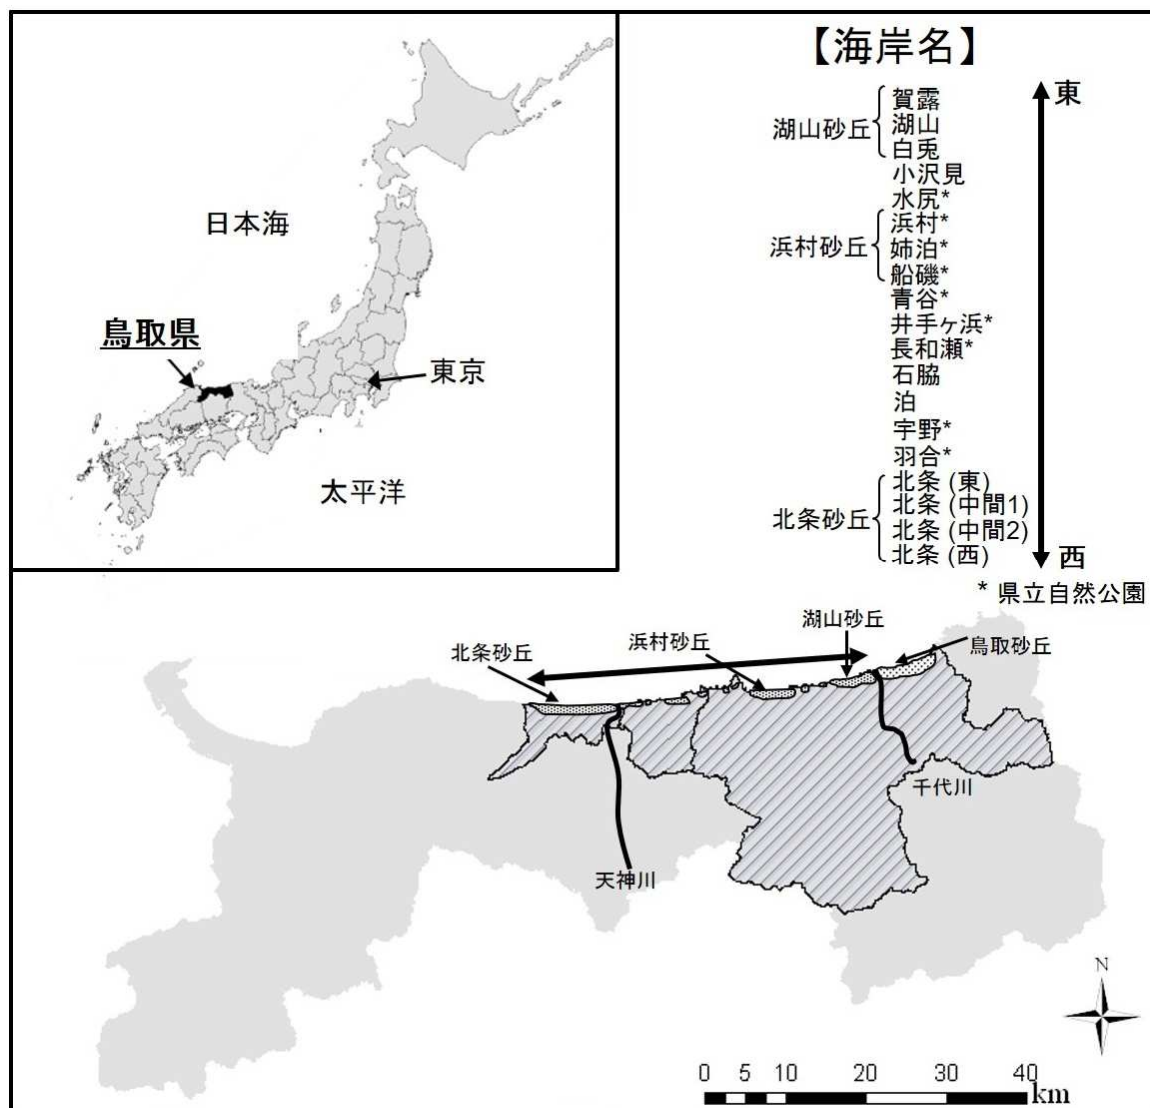 日本海
鳥取県
東京
太平洋
【海岸名】
東
湖山砂丘
賀露
湖山
白兎
小沢見
水尻*
浜村砂丘
浜村*
姉泊*
船磯*
青谷*
井手ヶ浜*
長和瀬*
石脇
泊
宇野*
羽合*
北条砂丘
北条 (東)
北条 (中間1)
北条 (中間2)
北条 (西)
西
* 県立自然公園
北条砂丘
浜村砂丘
湖山砂丘
鳥取砂丘
千代川
天神川
N
0 5 10 20 30 40
km